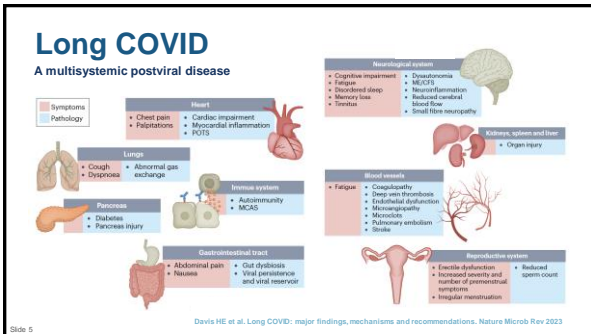 Long COVID
A multisystemic postviral disease
Symptoms
Pathology
Heart
• Chest pain
• Palpitations
• Cardiac impairment
• Myocardial inflammation
• POTS
Lungs
• Cough
• Dyspnoea
• Abnormal gas
exchange
Immue system
• Autoimmunity
• MCAS
Pancreas
• Diabetes
• Pancreas injury
Gastrointestinal tract
• Abdominal pain
• Nausea
• Gut dysbiosis
• Viral persistence
and viral reservoir
Neurological system
• Cognitive impairment
• Fatigue
• Disordered sleep
• Memory loss
• Tinnitus
• Dysautonomia
• ME/CFS
• Neuroinflammation
• Reduced cerebral
blood flow
• Small fibre neuropathy
Kidneys, spleen and liver
• Organ injury
Blood vessels
• Fatigue
• Coagulopathy
• Deep vein thrombosis
• Endothelial dysfunction
• Microangiopathy
• Microclots
• Pulmonary embolism
• Stroke
Reproductive system
• Erectile dysfunction
• Increased severity and
number of premenstrual
symptoms
• Irregular menstruation
• Reduced
sperm count
Davis HE et al. Long COVID: major findings, mechanisms and recommendations. Nature Microb Rev 2023
Slide 5